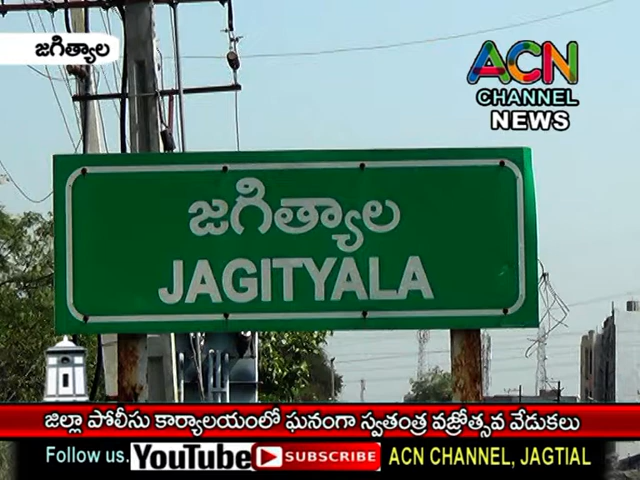 జగిత్యాల
ACN
CHANNEL
NEWS
జగిత్యాల
JAGITYALA
జిల్లా పోలీసు కార్యాలయంలో ఘనంగా స్వతంత్ర వజ్రోత్సవ వేడుకలు
Follow us. YouTube SUBSCRIBE ACN CHANNEL, JAGTIAL